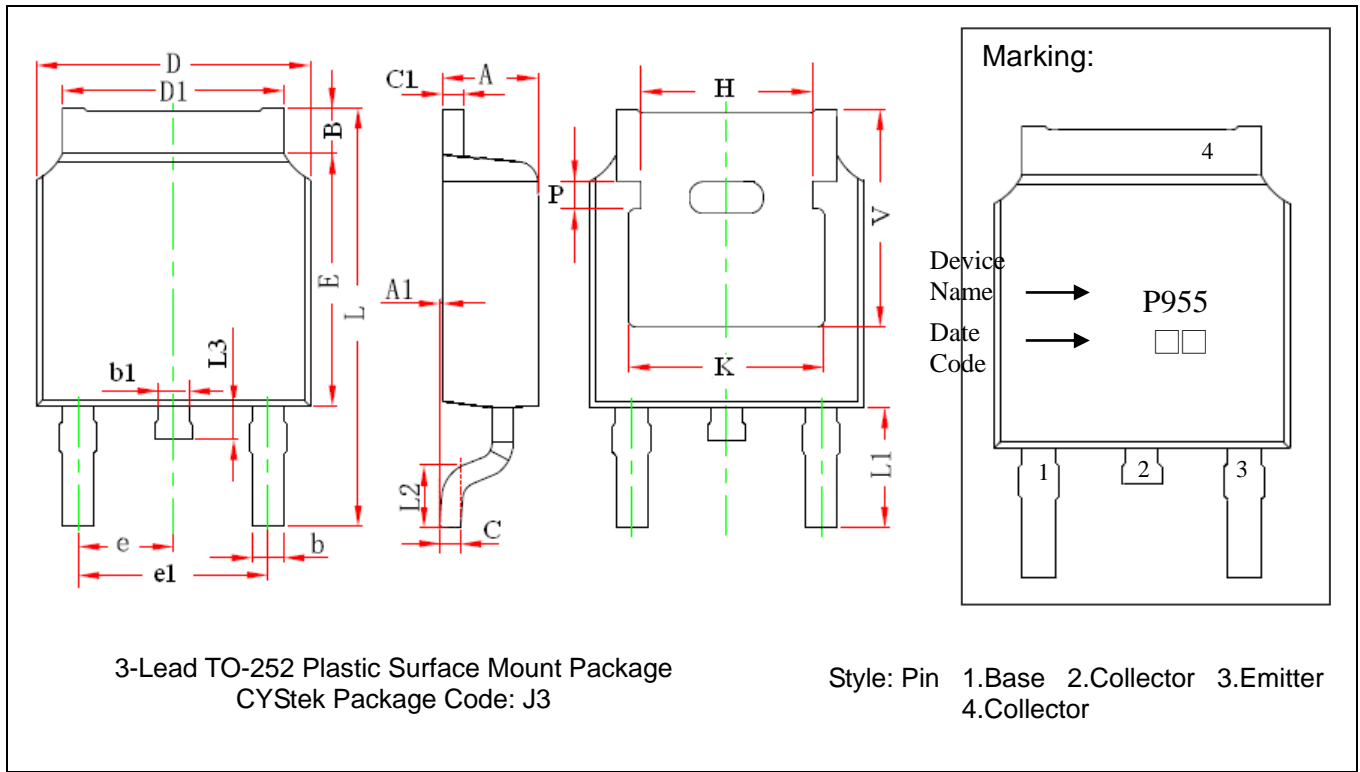 D
D1
B
E
L
L3
b1
e
e1
b
C1
A
A1
L2
C
H
P
V
K
L1
Marking:
4
Device
Name
P955
Date
Code
□□
1
2
3
3-Lead TO-252 Plastic Surface Mount Package
CYStek Package Code: J3
Style: Pin 1.Base 2.Collector 3.Emitter
4.Collector